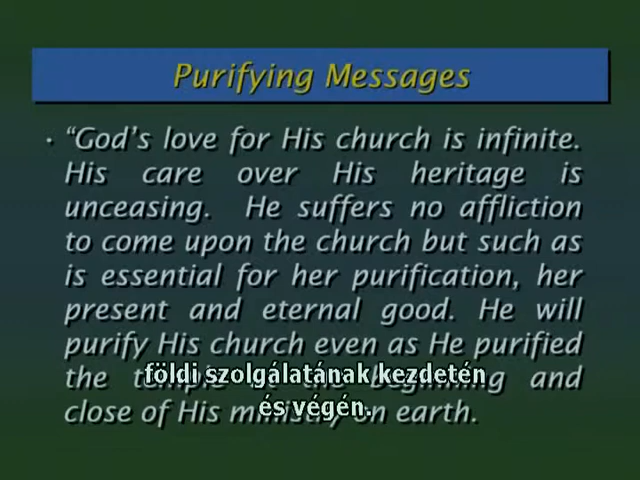 Purifying Messages
· “God's love for His church is infinite.
His care over His heritage is
unceasing. He suffers no affliction
to come upon the church but such as
is essential for her purification, her
present and eternal good. He will
purify His church even as He purified
the beginning and
close of His ministry on earth.
földi szolgálatának kezdetén
és végén.